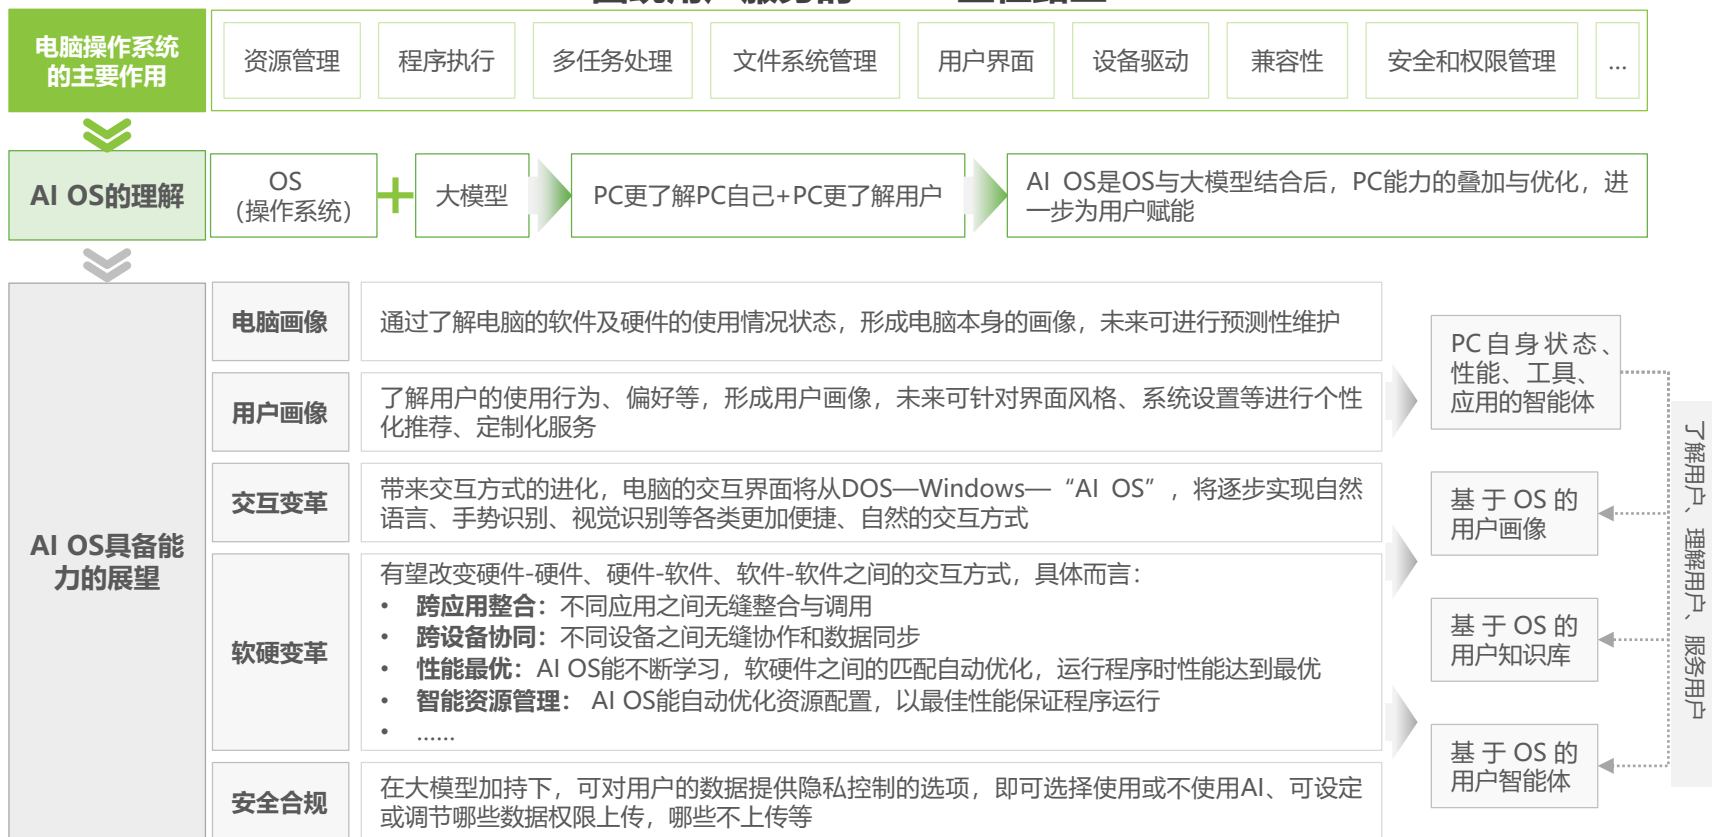 电脑操作系统
的主要作用
资源管理
程序执行
多任务处理
文件系统管理
用户界面
设备驱动
兼容性
安全和权限管理
...
AI OS的理解
OS
（操作系统）
大模型
PC更了解PC自己+PC更了解用户
AI OS是OS与大模型结合后，PC能力的叠加与优化，进
一步为用户赋能
AI OS具备能
力的展望
电脑画像
通过了解电脑的软件及硬件的使用情况状态，形成电脑本身的画像，未来可进行预测性维护
用户画像
了解用户的使用行为、偏好等，形成用户画像，未来可针对界面风格、系统设置等进行个性
化推荐、定制化服务
交互变革
带来交互方式的进化，电脑的交互界面将从DOS—Windows—“AI OS”，将逐步实现自然
语言、手势识别、视觉识别等各类更加便捷、自然的交互方式
软硬变革
有望改变硬件-硬件、硬件-软件、软件-软件之间的交互方式，具体而言：
• 跨应用整合：不同应用之间无缝整合与调用
• 跨设备协同：不同设备之间无缝协作和数据同步
• 性能最优：AI OS能不断学习，软硬件之间的匹配自动优化，运行程序时性能达到最优
• 智能资源管理： AI OS能自动优化资源配置，以最佳性能保证程序运行
• ......
安全合规
在大模型加持下，可对用户的数据提供隐私控制的选项，即可选择使用或不使用AI、可设定
或调节哪些数据权限上传，哪些不上传等
PC自身状态、
性能、工具、
应用的智能体
基于OS的
用户画像
基于OS的
用户知识库
基于OS的
用户智能体
了解用户、理解用户、服务用户